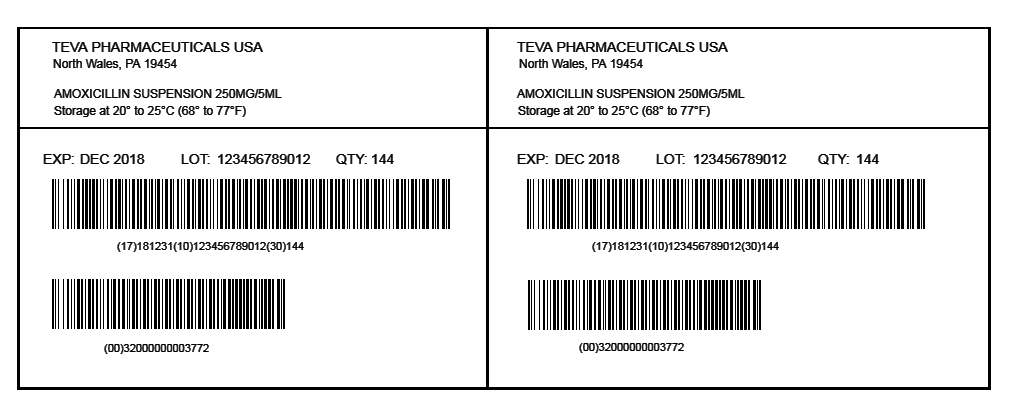 TEVA PHARMACEUTICALS USA
North Wales, PA 19454
AMOXICILLIN SUSPENSION 250MG/5ML
Storage at 20° to 25°C (68° to 77°F)
EXP: DEC 2018 LOT: 123456789012 QTY: 144
(17)181231(10)123456789012(30)144
(00)32000000003772
TEVA PHARMACEUTICALS USA
North Wales, PA 19454
AMOXICILLIN SUSPENSION 250MG/5ML
Storage at 20° to 25°C (68° to 77°F)
EXP: DEC 2018 LOT: 123456789012 QTY: 144
(17)181231(10)123456789012(30)144
(00)32000000003772